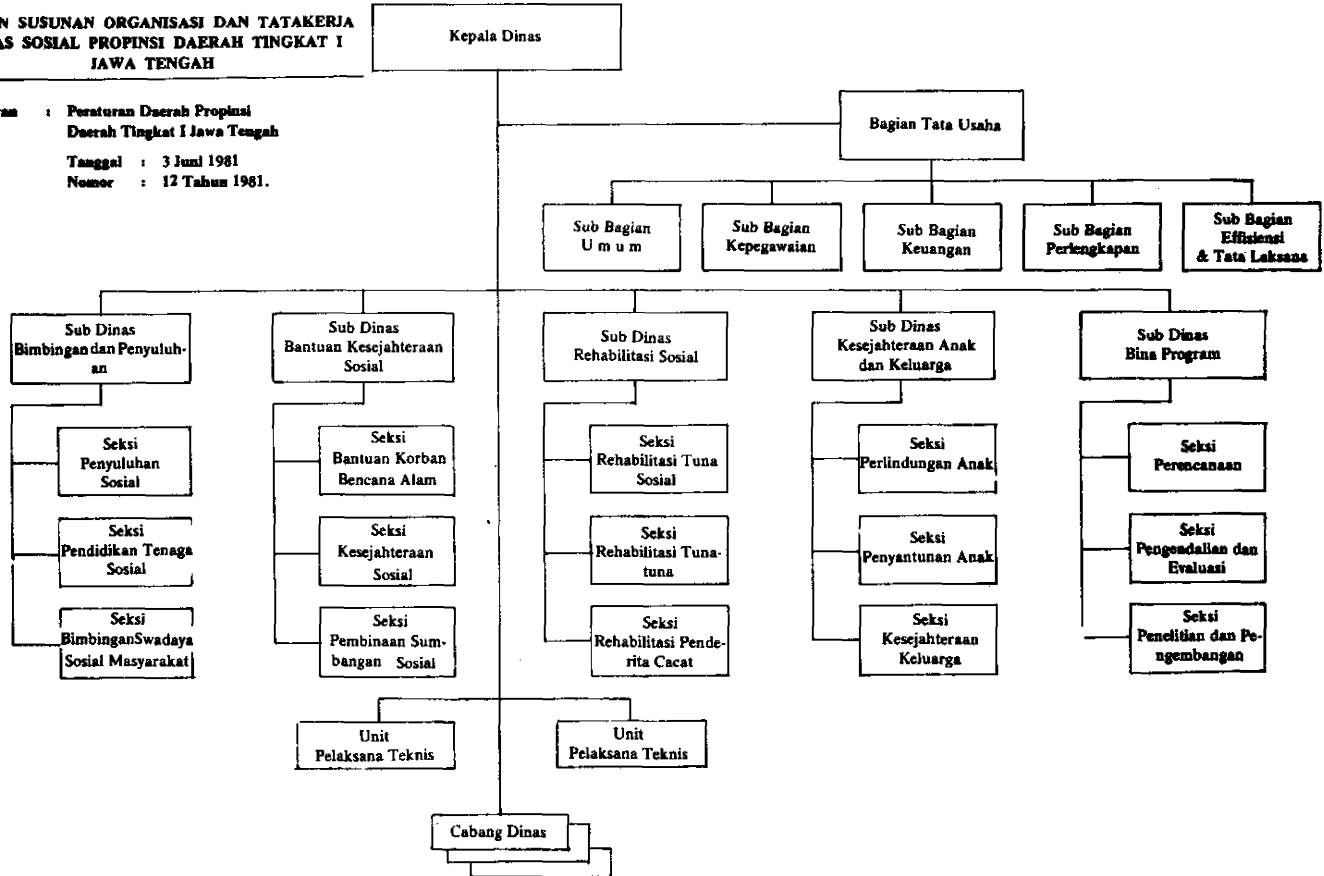 N SUSUNAN ORGANISASI DAN TATAKERJA
AS SOSIAL PROPINSI DAERAH TINGKAT I
JAWA TENGAH
: Peraturan Daerah Propinsi
Daerah Tingkat I Jawa Tengah
Tanggal : 3 Juni 1981
Nomor : 12 Tahun 1981.
Kepala Dinas
Bagian Tata Usaha
Sub Bagian
U m u m
Sub Bagian
Kepegawaian
Sub Bagian
Keuangan
Sub Bagian
Perlengkapan
Sub Bagian
Effisiensi
& Tata Laksana
Sub Dinas
Bimbingan dan Penyuluh-
an
Sub Dinas
Bantuan Kesejahteraan
Sosial
Sub Dinas
Rehabilitasi Sosial
Sub Dinas
Kesejahteraan Anak
dan Keluarga
Sub Dinas
Bina Program
Seksi
Penyuluhan
Sosial
Seksi
Bantuan Korban
Bencana Alam
Seksi
Rehabilitasi Tuna
Sosial
Seksi
Perlindungan Anak
Seksi
Perencanaan
Seksi
Pendidikan Tenaga
Sosial
Seksi
Kesejahteraan
Sosial
Seksi
Rehabilitasi Tuna-
tuna
Seksi
Penyantunan Anak
Seksi
Pengendalian dan
Evaluasi
Seksi
Bimbingan Swadaya
Sosial Masyarakat
Seksi
Pembinaan Sum-
bangan Sosial
Seksi
Rehabilitasi Pende-
rita Cacat
Seksi
Kesejahteraan
Keluarga
Seksi
Penelitian dan Pe-
ngembangan
Unit
Pelaksana Teknis
Unit
Pelaksana Teknis
Cabang Dinas